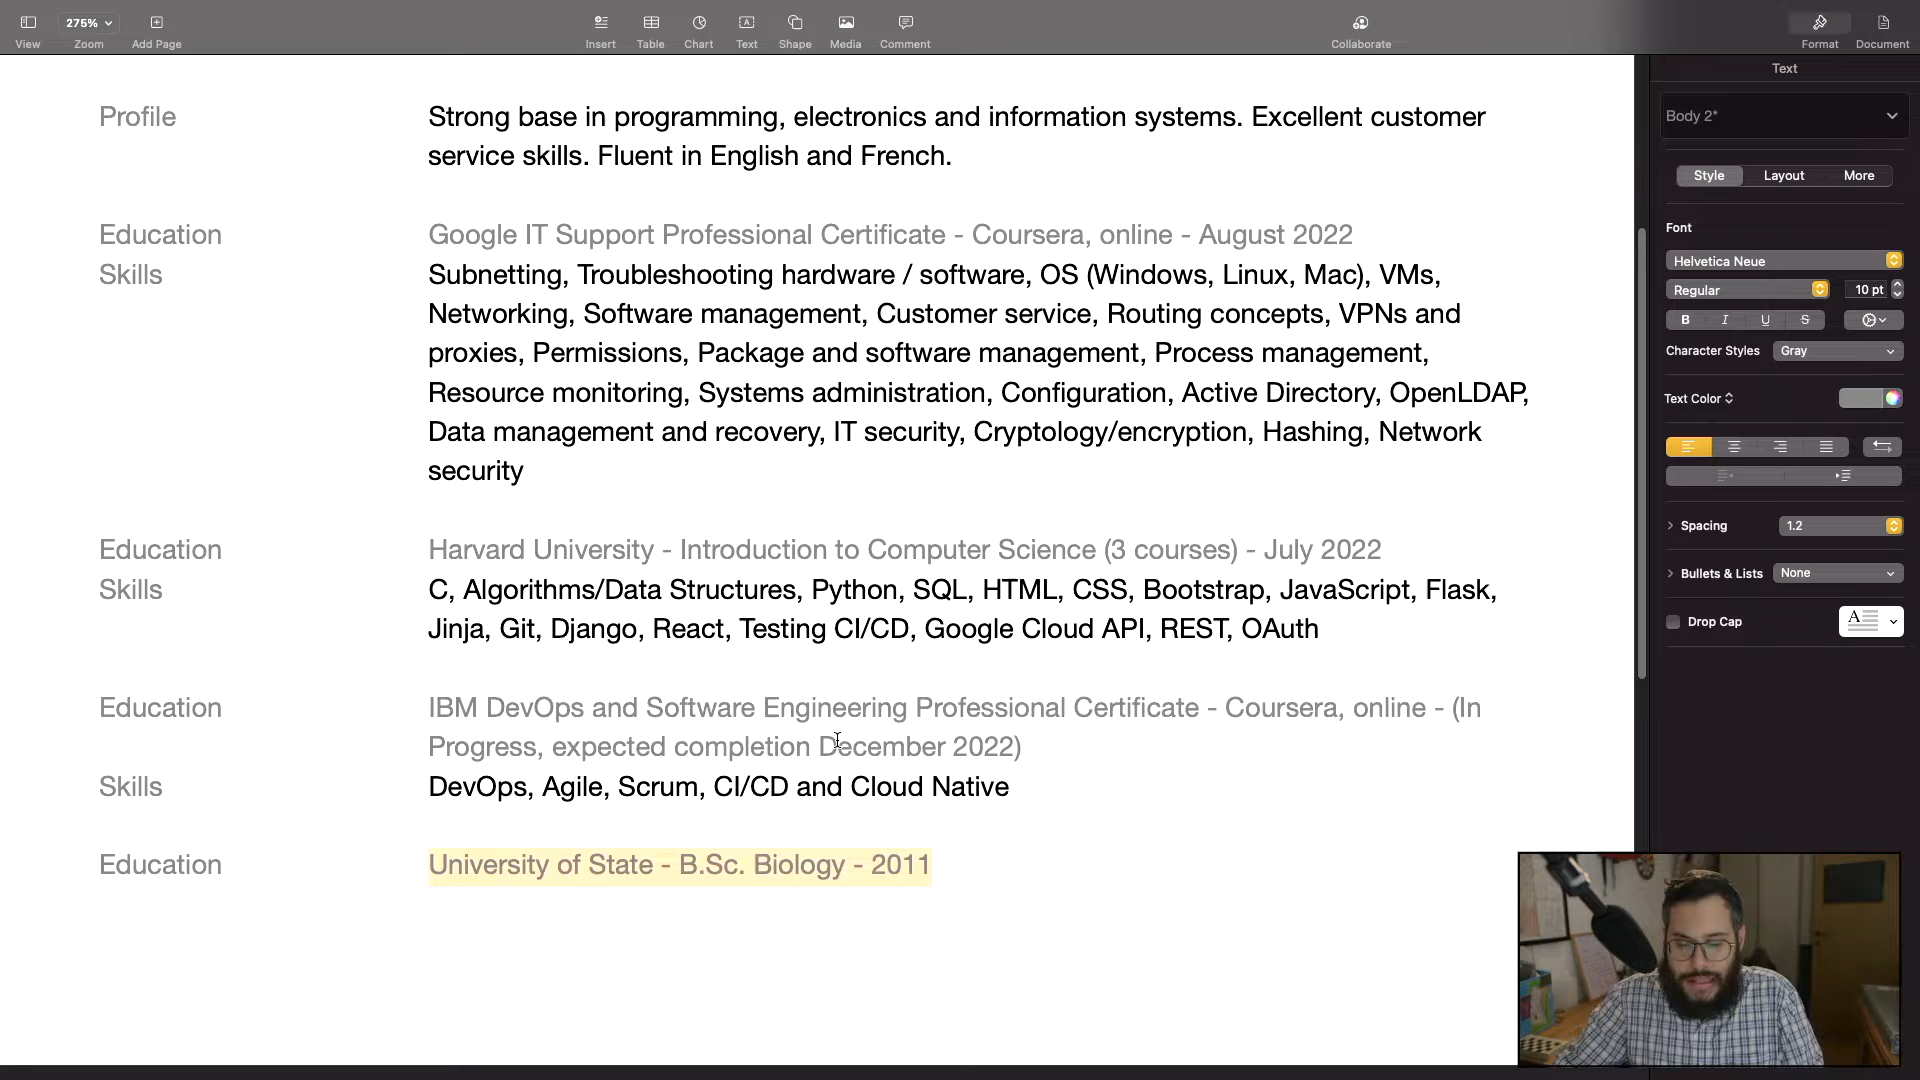 View
275%
Zoom
Add Page
Insert
Table
Chart
Text
Shape
Media
Comment
Collaborate
Format
Document
Text
Body 2*
Style
Layout
More
Font
Helvetica Neue
Regular
10 pt
B
I
U
S
Character Styles
Gray
Text Color
Spacing
1.2
Bullets & Lists
None
Drop Cap
A
Profile
Strong base in programming, electronics and information systems. Excellent customer
service skills. Fluent in English and French.
Education
Google IT Support Professional Certificate - Coursera, online - August 2022
Skills
Subnetting, Troubleshooting hardware / software, OS (Windows, Linux, Mac), VMs,
Networking, Software management, Customer service, Routing concepts, VPNs and
proxies, Permissions, Package and software management, Process management,
Resource monitoring, Systems administration, Configuration, Active Directory, OpenLDAP,
Data management and recovery, IT security, Cryptology/encryption, Hashing, Network
security
Education
Harvard University - Introduction to Computer Science (3 courses) - July 2022
Skills
C, Algorithms/Data Structures, Python, SQL, HTML, CSS, Bootstrap, JavaScript, Flask,
Jinja, Git, Django, React, Testing CI/CD, Google Cloud API, REST, OAuth
Education
IBM DevOps and Software Engineering Professional Certificate - Coursera, online - (In
Progress, expected completion December 2022)
Skills
DevOps, Agile, Scrum, CI/CD and Cloud Native
Education
University of State - B.Sc. Biology - 2011